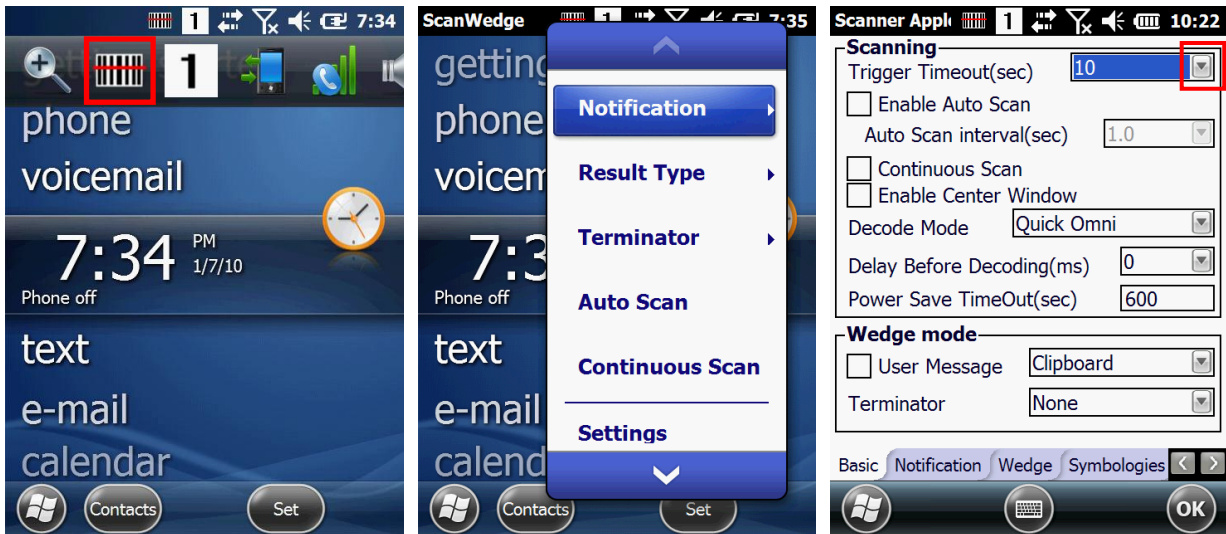 1 7:34
1
getting started
phone
voicemail
7:34 PM
1/7/10
Phone off
text
e-mail
calendar
Contacts Set
ScanWedge 7:35
getting
phone
voicem
7:3
Phone off
text
e-mail
calend
Contacts Set
Notification
Result Type
Terminator
Auto Scan
Continuous Scan
Settings
Scanner Appl 1 10:22
Scanning
Trigger Timeout(sec) 10
Enable Auto Scan
Auto Scan interval(sec) 1.0
Continuous Scan
Enable Center Window
Decode Mode Quick Omni
Delay Before Decoding(ms) 0
Power Save TimeOut(sec) 600
Wedge mode
User Message Clipboard
Terminator None
Basic Notification Wedge Symbologies
OK